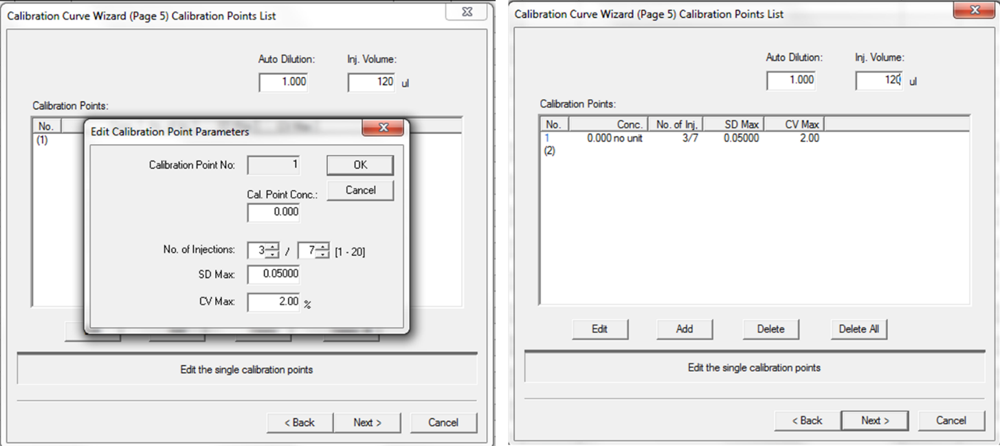 Calibration Curve Wizard (Page 5) Calibration Points List
Auto Dilution: Inj. Volume:
1.000 120 ul
Calibration Points:
No.
(1)
Edit Calibration Point Parameters
Calibration Point No: 1 OK
Cancel
Cal. Point Conc.:
0.000
No. of Injections: 3 / 7 [1 - 20]
SD Max: 0.05000
CV Max: 2.00 %
Edit the single calibration points
< Back Next > Cancel
Calibration Curve Wizard (Page 5) Calibration Points List
Auto Dilution: Inj. Volume:
1.000 120 ul
Calibration Points:
No. Conc. No. of Inj. SD Max CV Max
1 0.000 no unit 3/7 0.05000 2.00
(2)
Edit Add Delete Delete All
Edit the single calibration points
< Back Next > Cancel